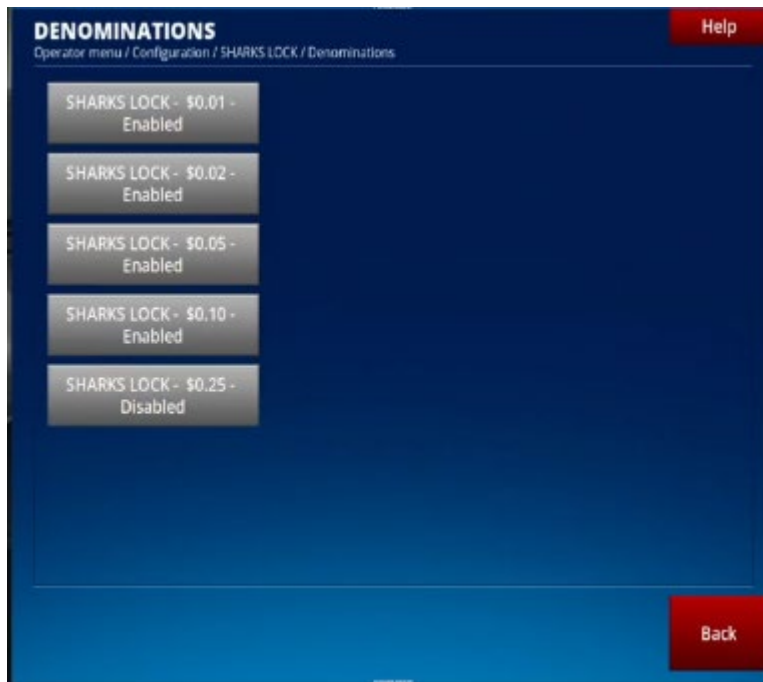 DENOMINATIONS
Help
Operator menu / Configuration / SHARKS LOCK / Denominations
SHARKS LOCK - $0.01 -
Enabled
SHARKS LOCK - $0.02 -
Enabled
SHARKS LOCK - $0.05 -
Enabled
SHARKS LOCK - $0.10 -
Enabled
SHARKS LOCK - $0.25 -
Disabled
Back